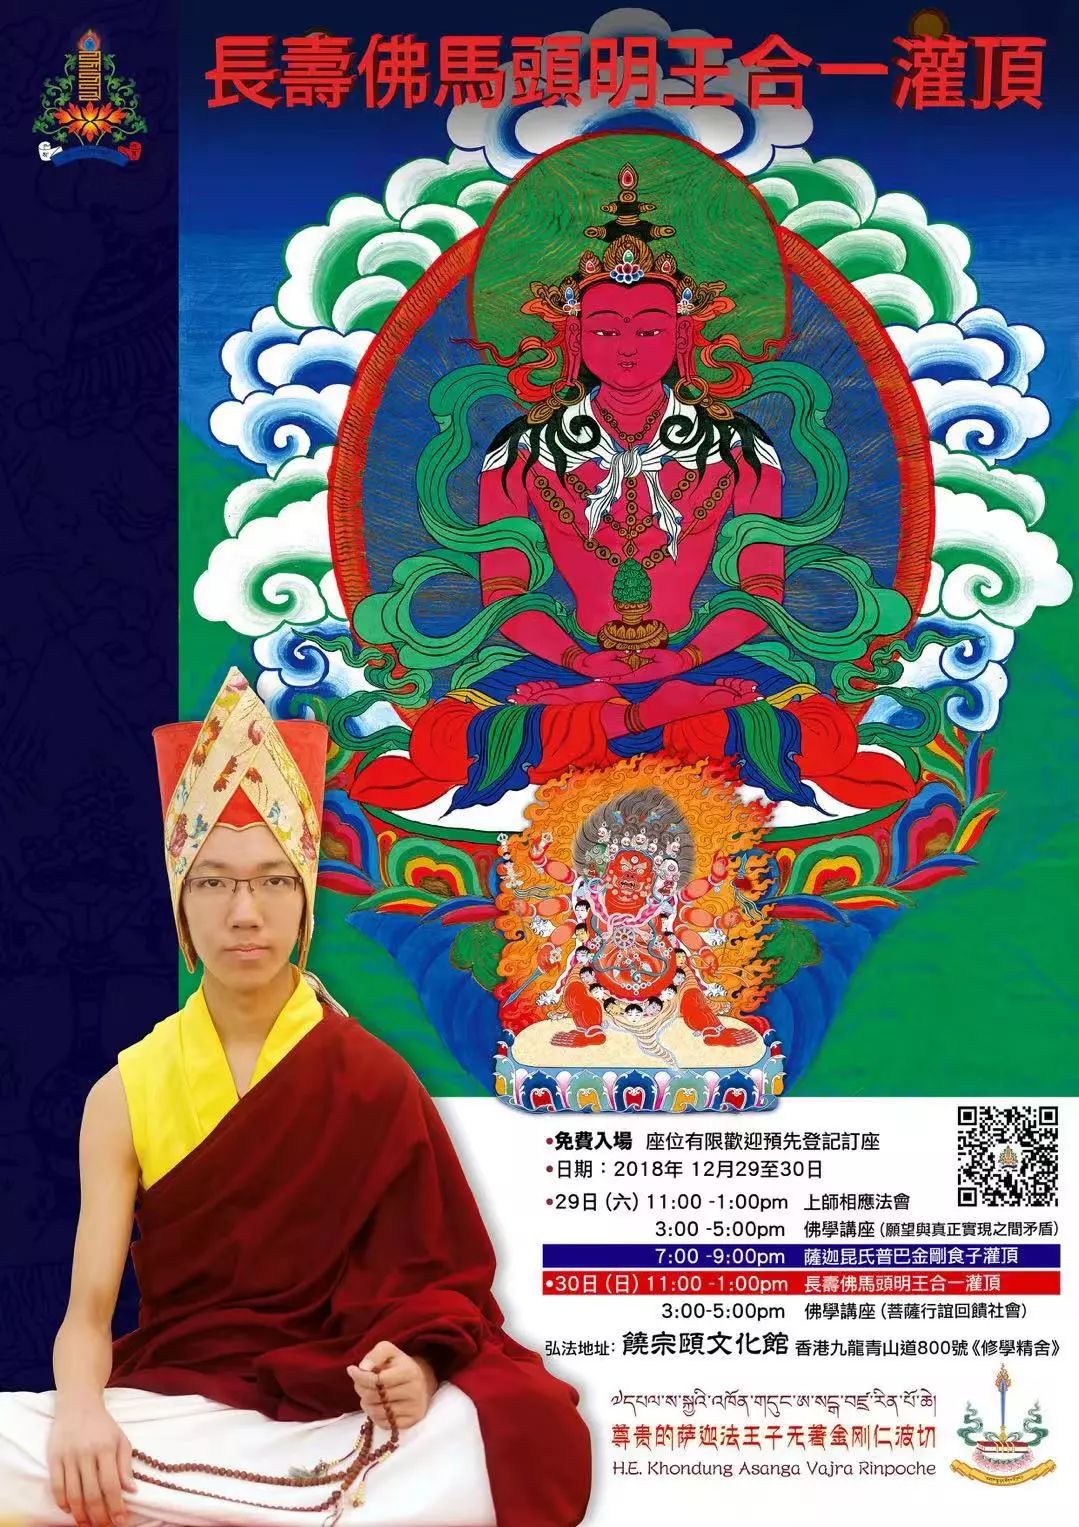 長壽佛馬頭明王合一灌頂
•免費入場 座位有限歡迎預先登記訂座
•日期：2018年 12月29至30日
•29日(六) 11:00 -1:00pm 上師相應法會
3:00 -5:00pm 佛學講座(願望與真正實現之間矛盾)
7:00 -9:00pm 薩迦昆氏普巴金剛食子灌頂
•30日(日) 11:00 -1:00pm 長壽佛馬頭明王合一灌頂
3:00-5:00pm 佛學講座(菩薩行誼回饋社會)
弘法地址: 饒宗頤文化館 香港九龍青山道800號《修學精舍》
༧དཔལ་ས་སྐྱའི་འཁོན་གདུང་ཨ་སངྒ་བཛྲ་རིན་པོ་ཆེ།
尊贵的萨迦法王子无著金刚仁波切
H.E. Khondung Asanga Vajra Rinpoche